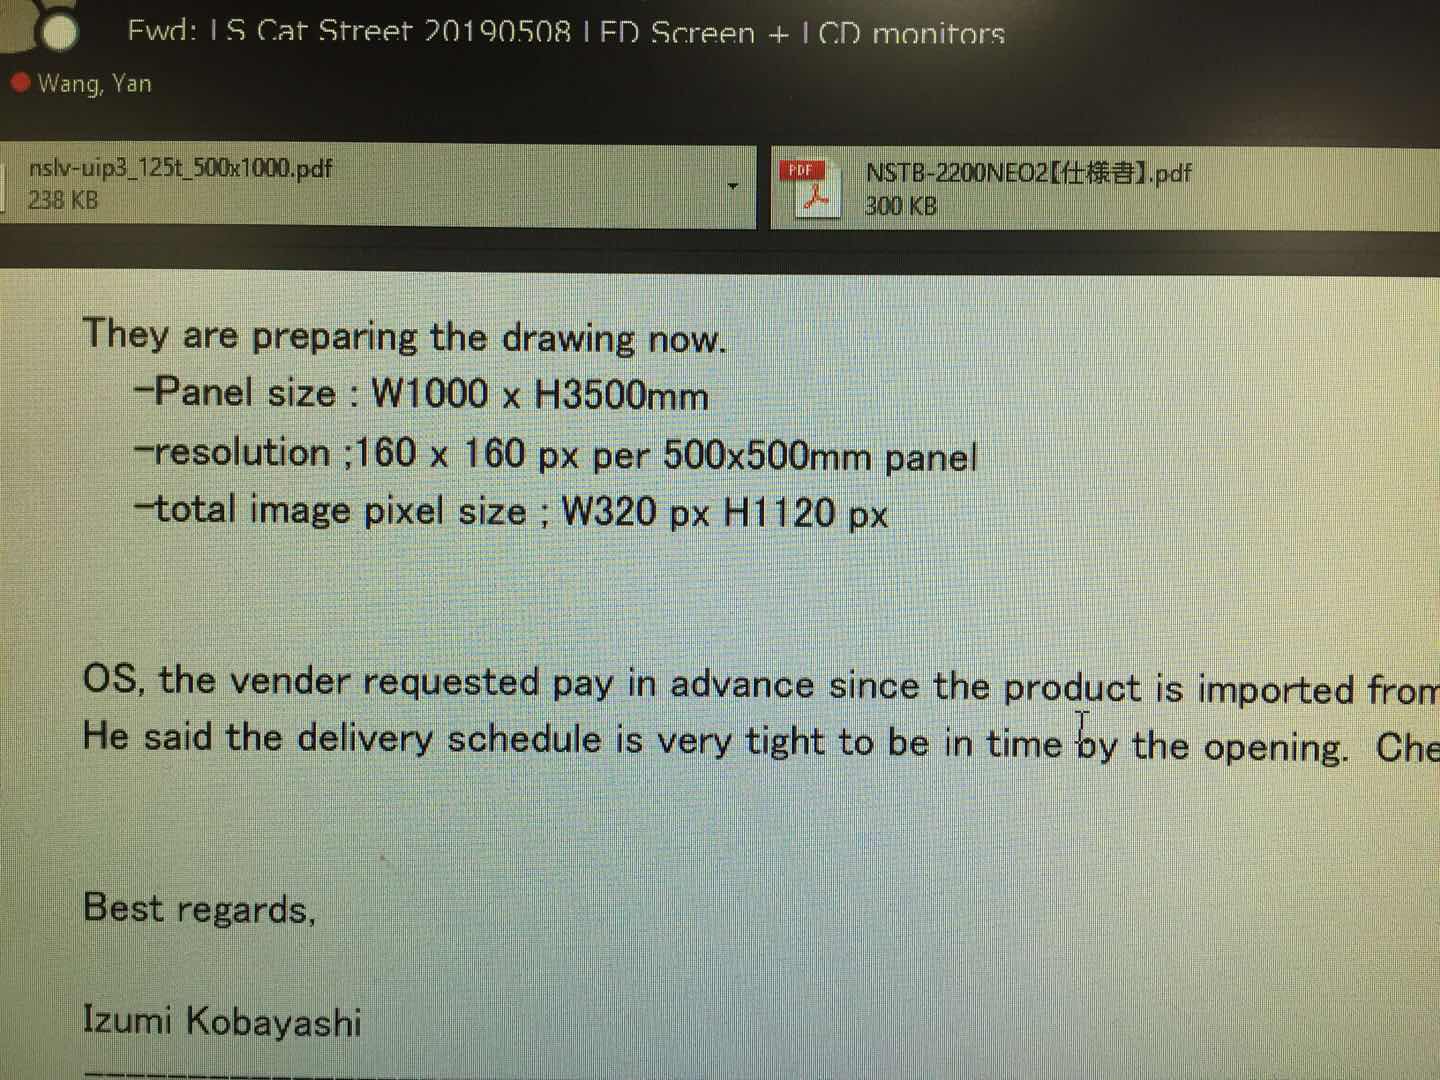 Fwd: LS Cat Street 20190508 LED Screen + LCD monitors
Wang, Yan
nslv-uip3_125t_500x1000.pdf
238 KB
PDF
NSTB-2200NEO2【仕様書】.pdf
300 KB
They are preparing the drawing now.
-Panel size : W1000 x H3500mm
-resolution ;160 x 160 px per 500x500mm panel
-total image pixel size ; W320 px H1120 px
OS, the vender requested pay in advance since the product is imported from
He said the delivery schedule is very tight to be in time by the opening. Che
Best regards,
Izumi Kobayashi